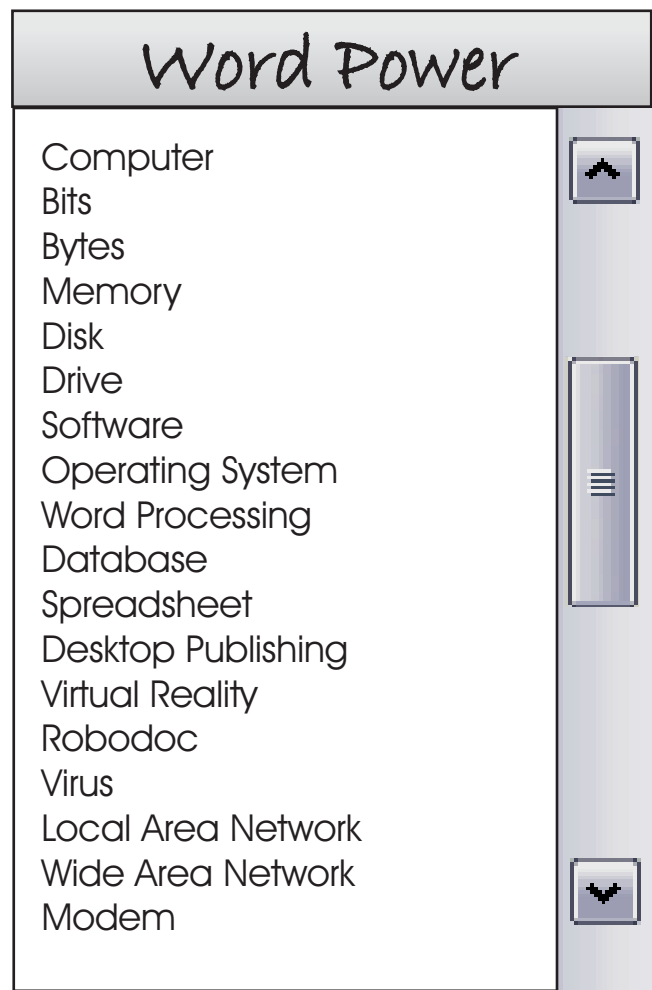 Word Power
Computer
Bits
Bytes
Memory
Disk
Drive
Software
Operating System
Word Processing
Database
Spreadsheet
Desktop Publishing
Virtual Reality
Robodoc
Virus
Local Area Network
Wide Area Network
Modem